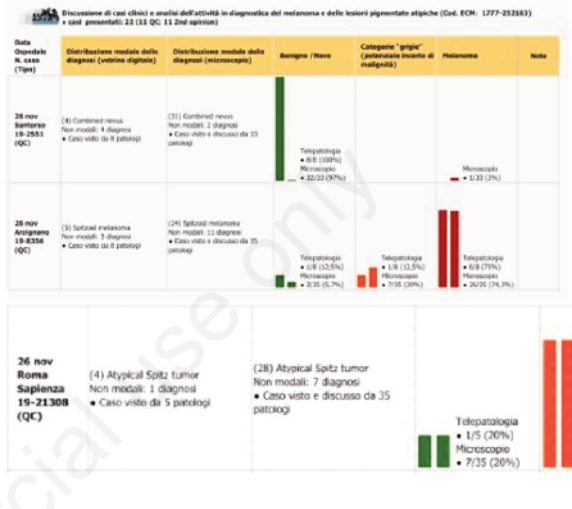 Discussione di casi clinici e analisi dell'attività in diagnostica del melanoma e delle lesioni pigmentate atipiche (Cod. ECM: 1777-252163)
• casi presentati: 22 (11 QC; 11 2nd opinion)
Data
Ospedale
N. caso
(Tipo)
Distribuzione modale delle
diagnosi (vetrino digitale)
Distribuzione modale delle
diagnosi (microscopio)
Benigno /Nevo
Categorie "grigie"
(potenziale incerto di
malignità)
Melanoma
Note
26 nov
Santorso
19-2551
(QC)
(4) Combined nevus
Non modali: 4 diagnosi
• Caso visto da 8 patologi
(31) Combined nevus
Non modali: 2 diagnosi
• Caso visto e discusso da 33
patologi
Telepatologia
• 8/8 (100%)
Microscopio
• 32/33 (97%)
Microscopio
• 1/33 (3%)
26 nov
Arzignano
19-8356
(QC)
(5) Spitzoid melanoma
Non modali: 3 diagnosi
• Caso visto da 8 patologi
(24) Spitzoid melanoma
Non modali: 11 diagnosi
• Caso visto e discusso da 35
patologi
Telepatologia
• 1/8 (12,5%)
Microscopio
• 2/35 (5,7%)
Telepatologia
• 1/8 (12,5%)
Microscopio
• 7/35 (20%)
Telepatologia
• 6/8 (75%)
Microscopio
• 26/35 (74,3%)
26 nov
Roma
Sapienza
19-21308
(QC)
(4) Atypical Spitz tumor
Non modali: 1 diagnosi
• Caso visto da 5 patologi
(28) Atypical Spitz tumor
Non modali: 7 diagnosi
• Caso visto e discusso da 35
patologi
Telepatologia
• 1/5 (20%)
Microscopio
• 7/35 (20%)
cial use only